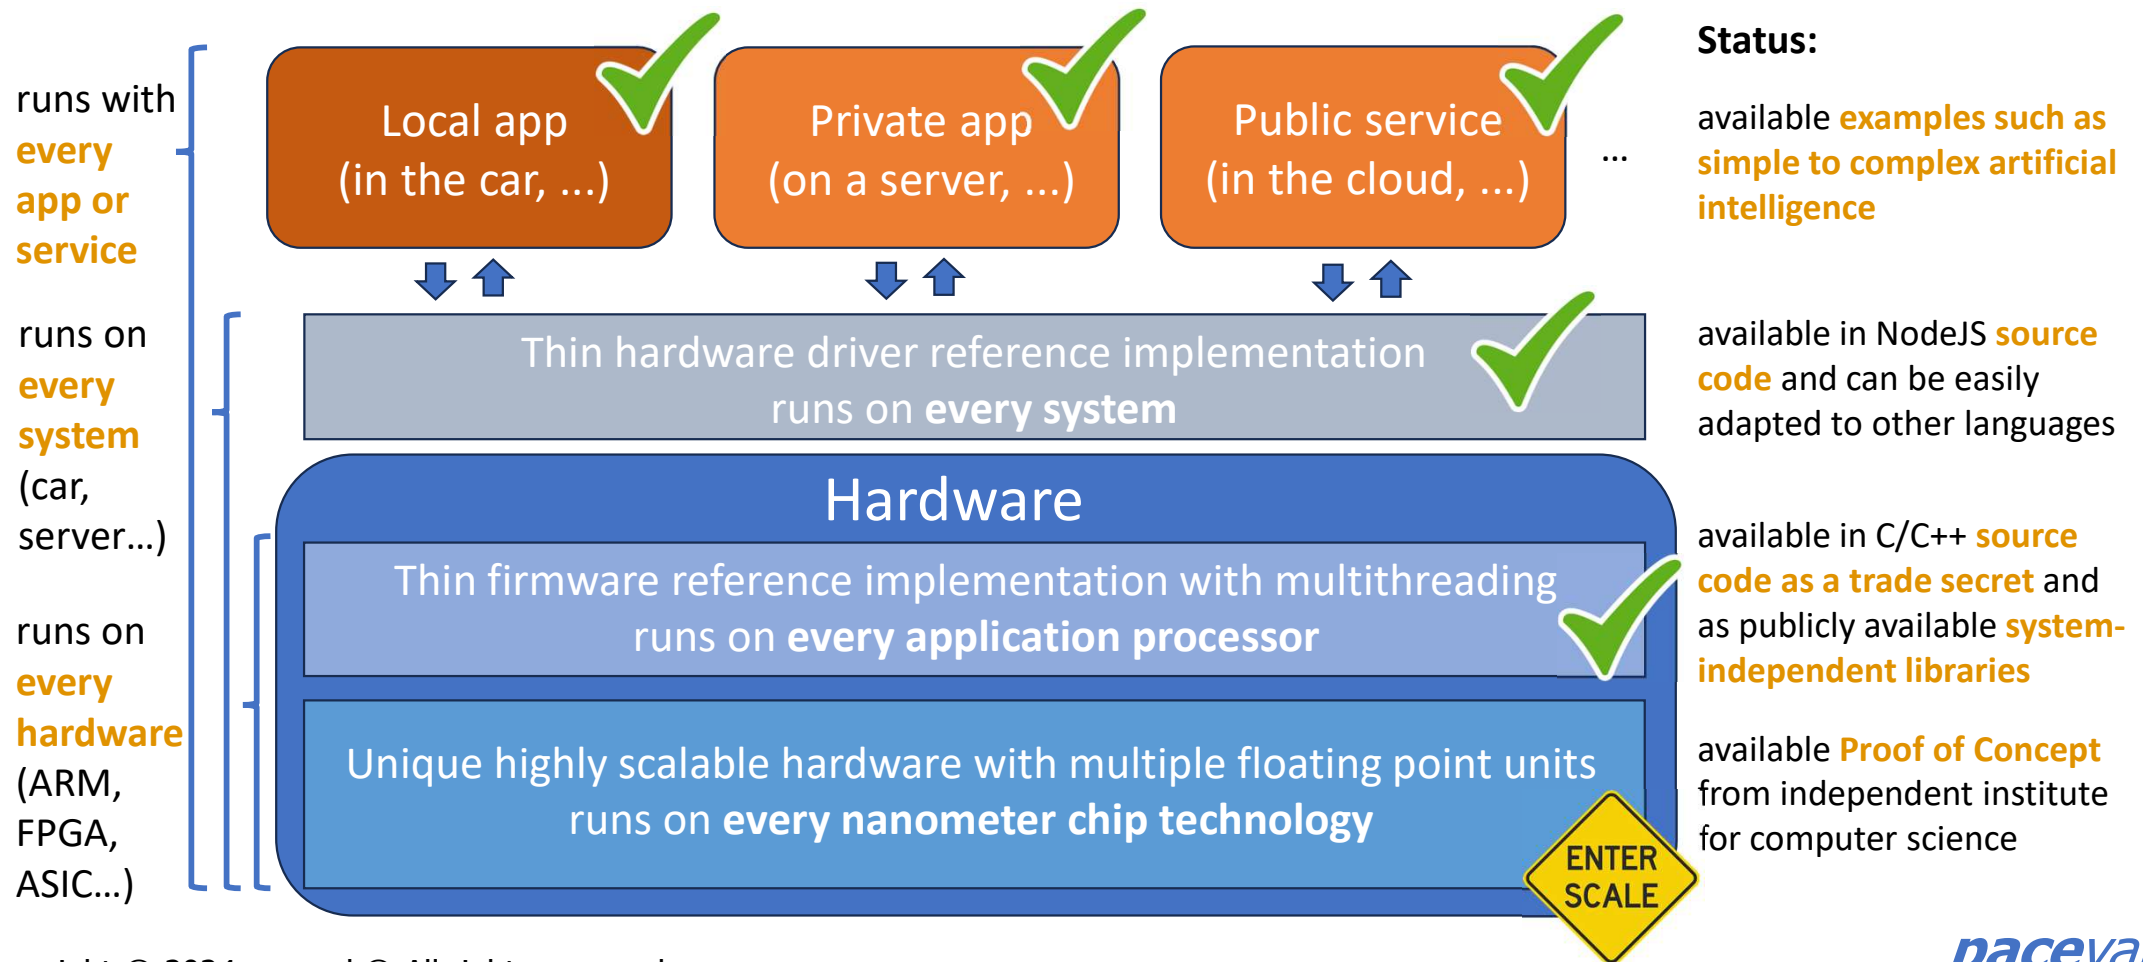 runs with
every
app or
service
runs on
every
system
(car,
server...)
runs on
every
hardware
(ARM,
FPGA,
ASIC...)
Local app
(in the car, ...)
Private app
(on a server, ...)
Public service
(in the cloud, ...)
...
Thin hardware driver reference implementation
runs on every system
Hardware
Thin firmware reference implementation with multithreading
runs on every application processor
Unique highly scalable hardware with multiple floating point units
runs on every nanometer chip technology
ENTER
SCALE
Status:
available examples such as
simple to complex artificial
intelligence
available in NodeJS source
code and can be easily
adapted to other languages
available in C/C++ source
code as a trade secret and
as publicly available system-
independent libraries
available Proof of Concept
from independent institute
for computer science